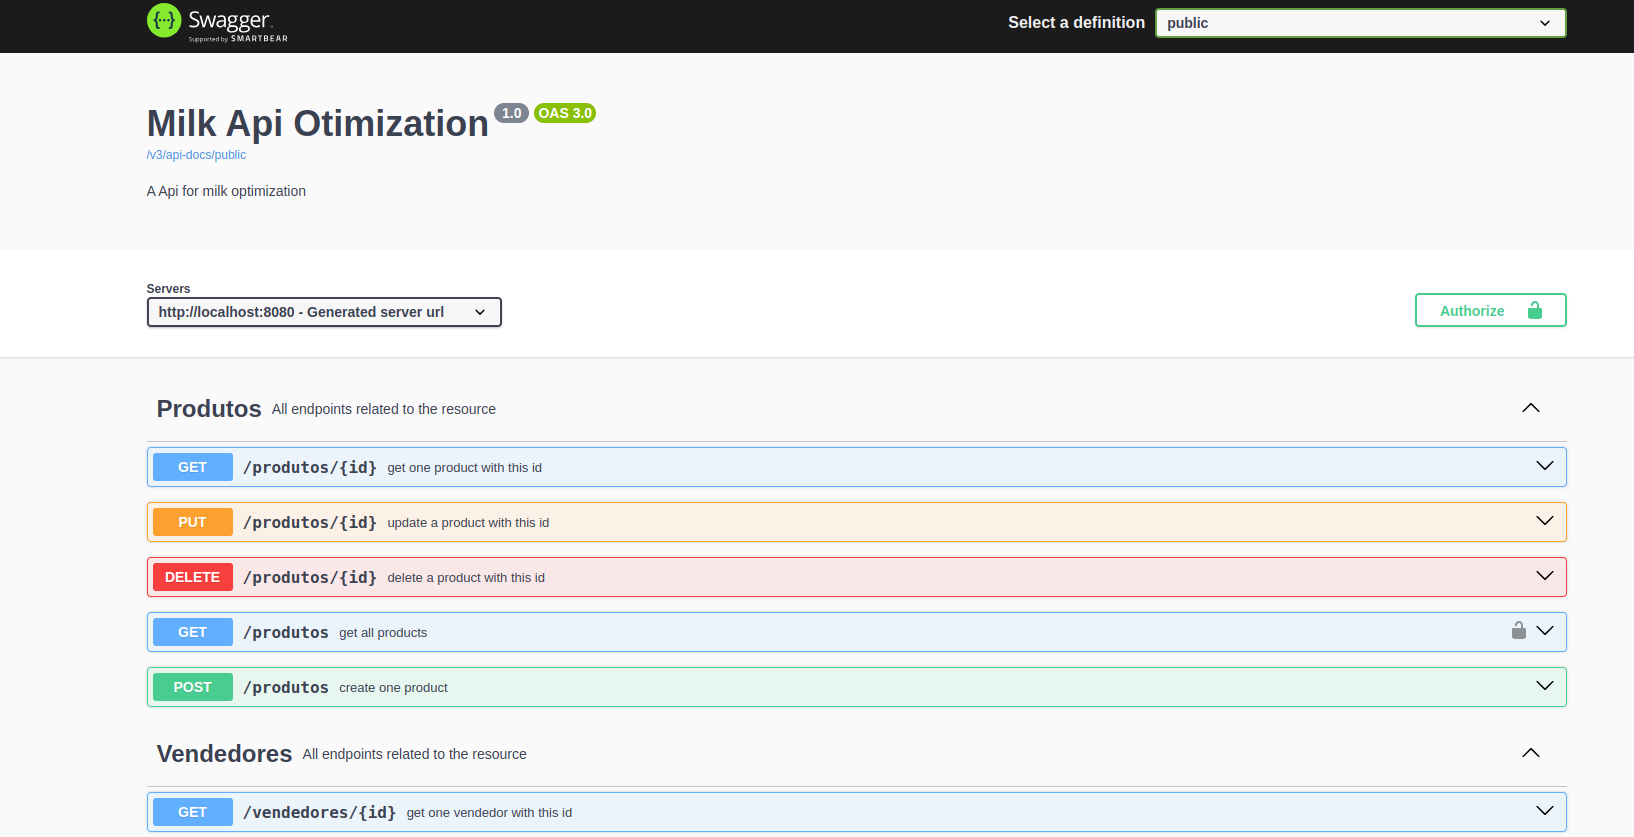 Swagger
Supported by SMARTBEAR
Select a definition
public
Milk Api Otimization 1.0 OAS 3.0
/v3/api-docs/public
A Api for milk optimization
Servers
http://localhost:8080 - Generated server url
Authorize
Produtos All endpoints related to the resource
GET /produtos/{id} get one product with this id
PUT /produtos/{id} update a product with this id
DELETE /produtos/{id} delete a product with this id
GET /produtos get all products
POST /produtos create one product
Vendedores All endpoints related to the resource
GET /vendedores/{id} get one vendedor with this id